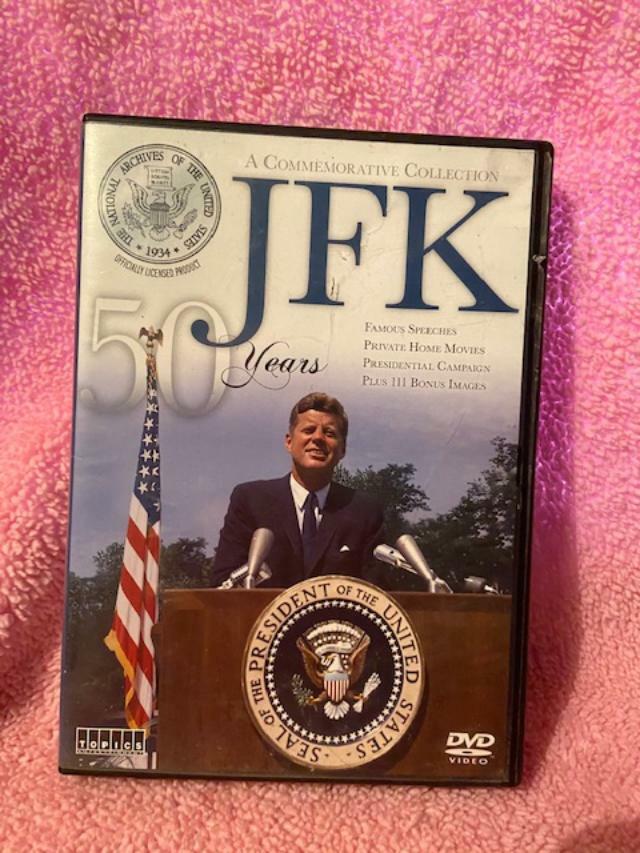 A Commemorative Collection
THE NATIONAL ARCHIVES OF THE UNITED STATES
★ 1934 ★
OFFICIALLY LICENSED PRODUCT
JFK
50
Years
Famous Speeches
Private Home Movies
Presidential Campaign
Plus 111 Bonus Images
SEAL OF THE PRESIDENT OF THE UNITED STATES
TOPICS
ENTERTAINMENT
DVD
VIDEO